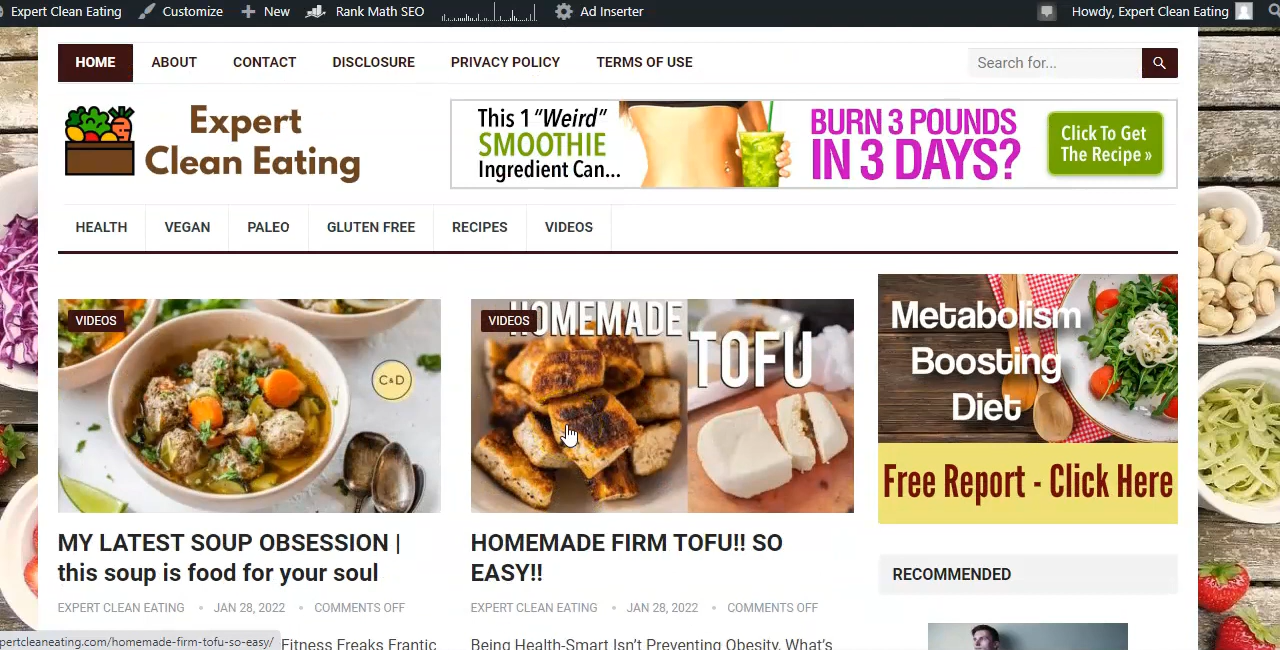 Expert Clean Eating Customize New Rank Math SEO Ad Inserter Howdy, Expert Clean Eating
HOME ABOUT CONTACT DISCLOSURE PRIVACY POLICY TERMS OF USE Search for...
Expert
Clean Eating
This 1 "Weird"
SMOOTHIE
Ingredient Can...
BURN 3 POUNDS
IN 3 DAYS?
Click To Get
The Recipe »
HEALTH VEGAN PALEO GLUTEN FREE RECIPES VIDEOS
VIDEOS
C&D
VIDEOS
HOMEMADE
TOFU
Metabolism
Boosting
Diet
Free Report - Click Here
MY LATEST SOUP OBSESSION |
this soup is food for your soul
EXPERT CLEAN EATING • JAN 28, 2022 • COMMENTS OFF
HOMEMADE FIRM TOFU!! SO
EASY!!
EXPERT CLEAN EATING • JAN 28, 2022 • COMMENTS OFF
RECOMMENDED
pertcleaneating.com/homemade-firm-tofu-so-easy/
Fitness Freaks Frantic
Being Health-Smart Isn't Preventing Obesity. What's